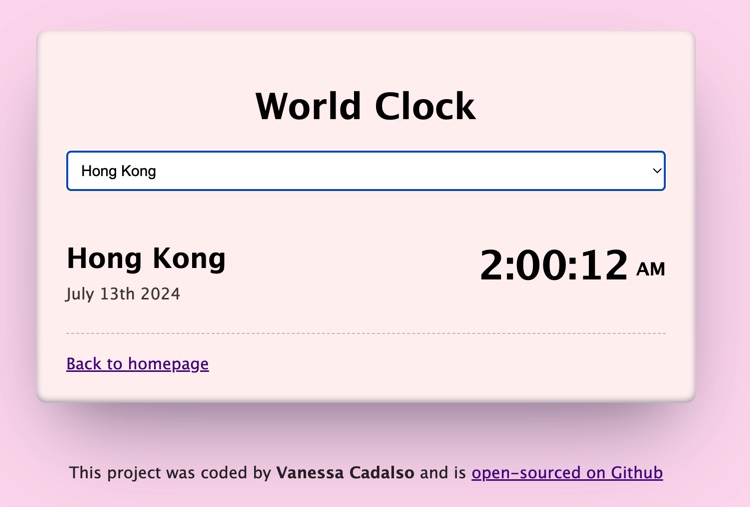 World Clock
Hong Kong
Hong Kong
2:00:12 AM
July 13th 2024
Back to homepage
This project was coded by Vanessa Cadalso and is open-sourced on Github